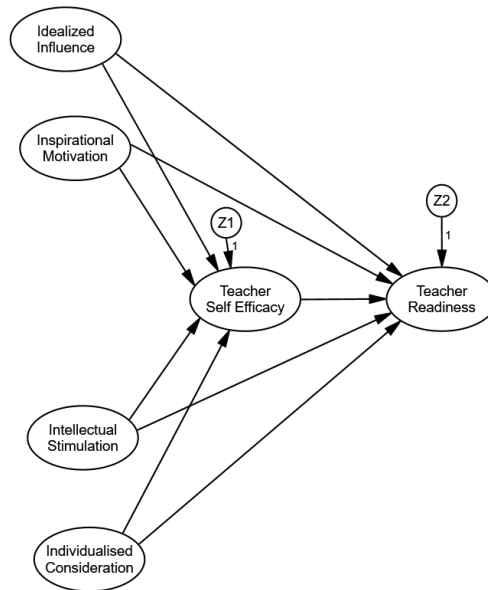 Idealized
Influence
Inspirational
Motivation
Z1
1
Z2
1
Teacher
Self Efficacy
Teacher
Readiness
Intellectual
Stimulation
Individualised
Consideration